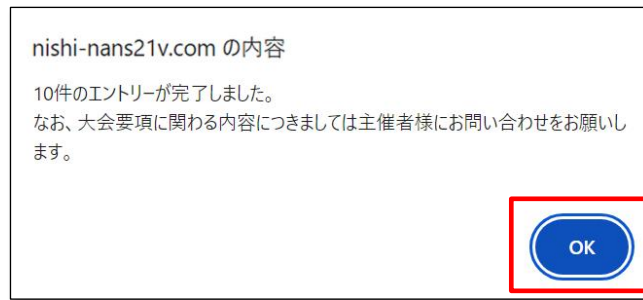 nishi-nans21v.com の内容
10件のエントリーが完了しました。
なお、大会要項に関わる内容につきましては主催者様にお問い合わせをお願いし
ます。
OK